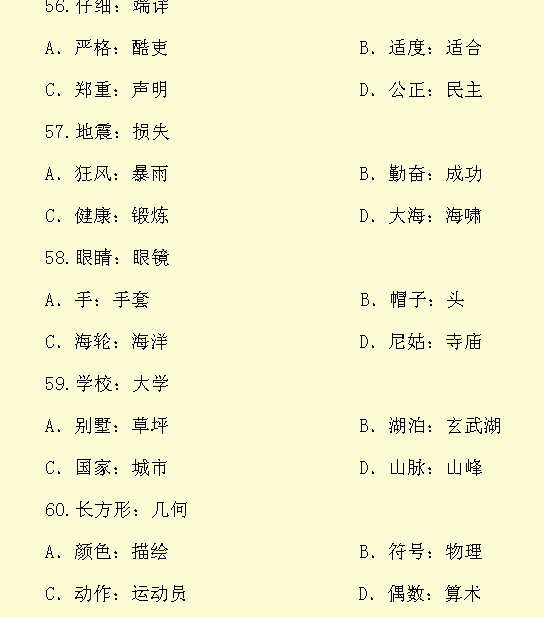 56.仔细：端详
A．严格：酷吏 B．适度：适合
C．郑重：声明 D．公正：民主
57.地震：损失
A．狂风：暴雨 B．勤奋：成功
C．健康：锻炼 D．大海：海啸
58.眼睛：眼镜
A．手：手套 B．帽子：头
C．海轮：海洋 D．尼姑：寺庙
59.学校：大学
A．别墅：草坪 B．湖泊：玄武湖
C．国家：城市 D．山脉：山峰
60.长方形：几何
A．颜色：描绘 B．符号：物理
C．动作：运动员 D．偶数：算术